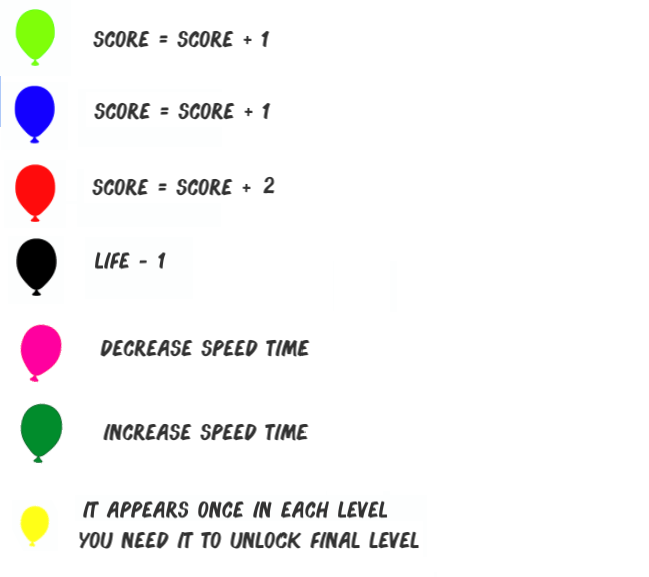 SCORE = SCORE + 1
SCORE = SCORE + 1
SCORE = SCORE + 2
LIFE - 1
DECREASE SPEED TIME
INCREASE SPEED TIME
IT APPEARS ONCE IN EACH LEVEL
YOU NEED IT TO UNLOCK FINAL LEVEL